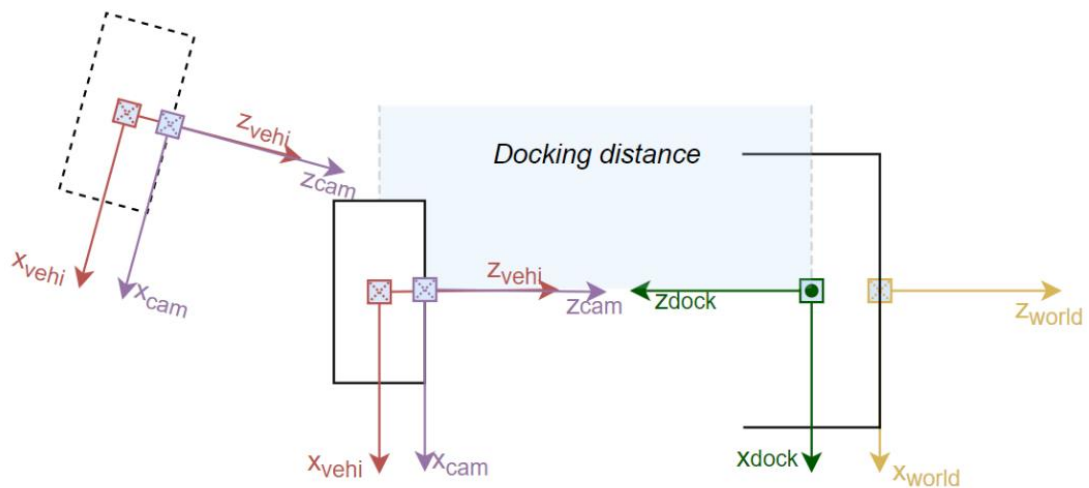 zvehi
zcam
Docking distance
xvehi
xcam
zvehi
zcam
zdock
zworld
xvehi
xcam
xdock
xworld